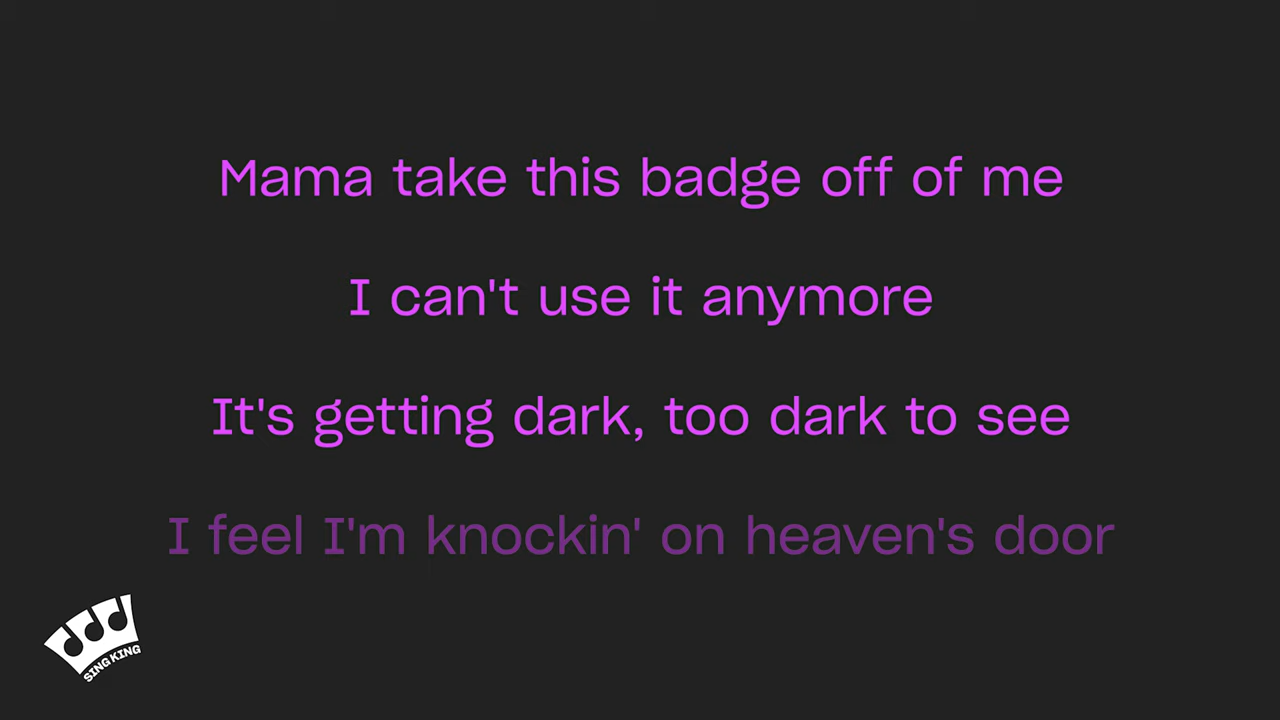 Mama take this badge off of me
I can't use it anymore
It's getting dark, too dark to see
I feel I'm knockin' on heaven's door
SING KING